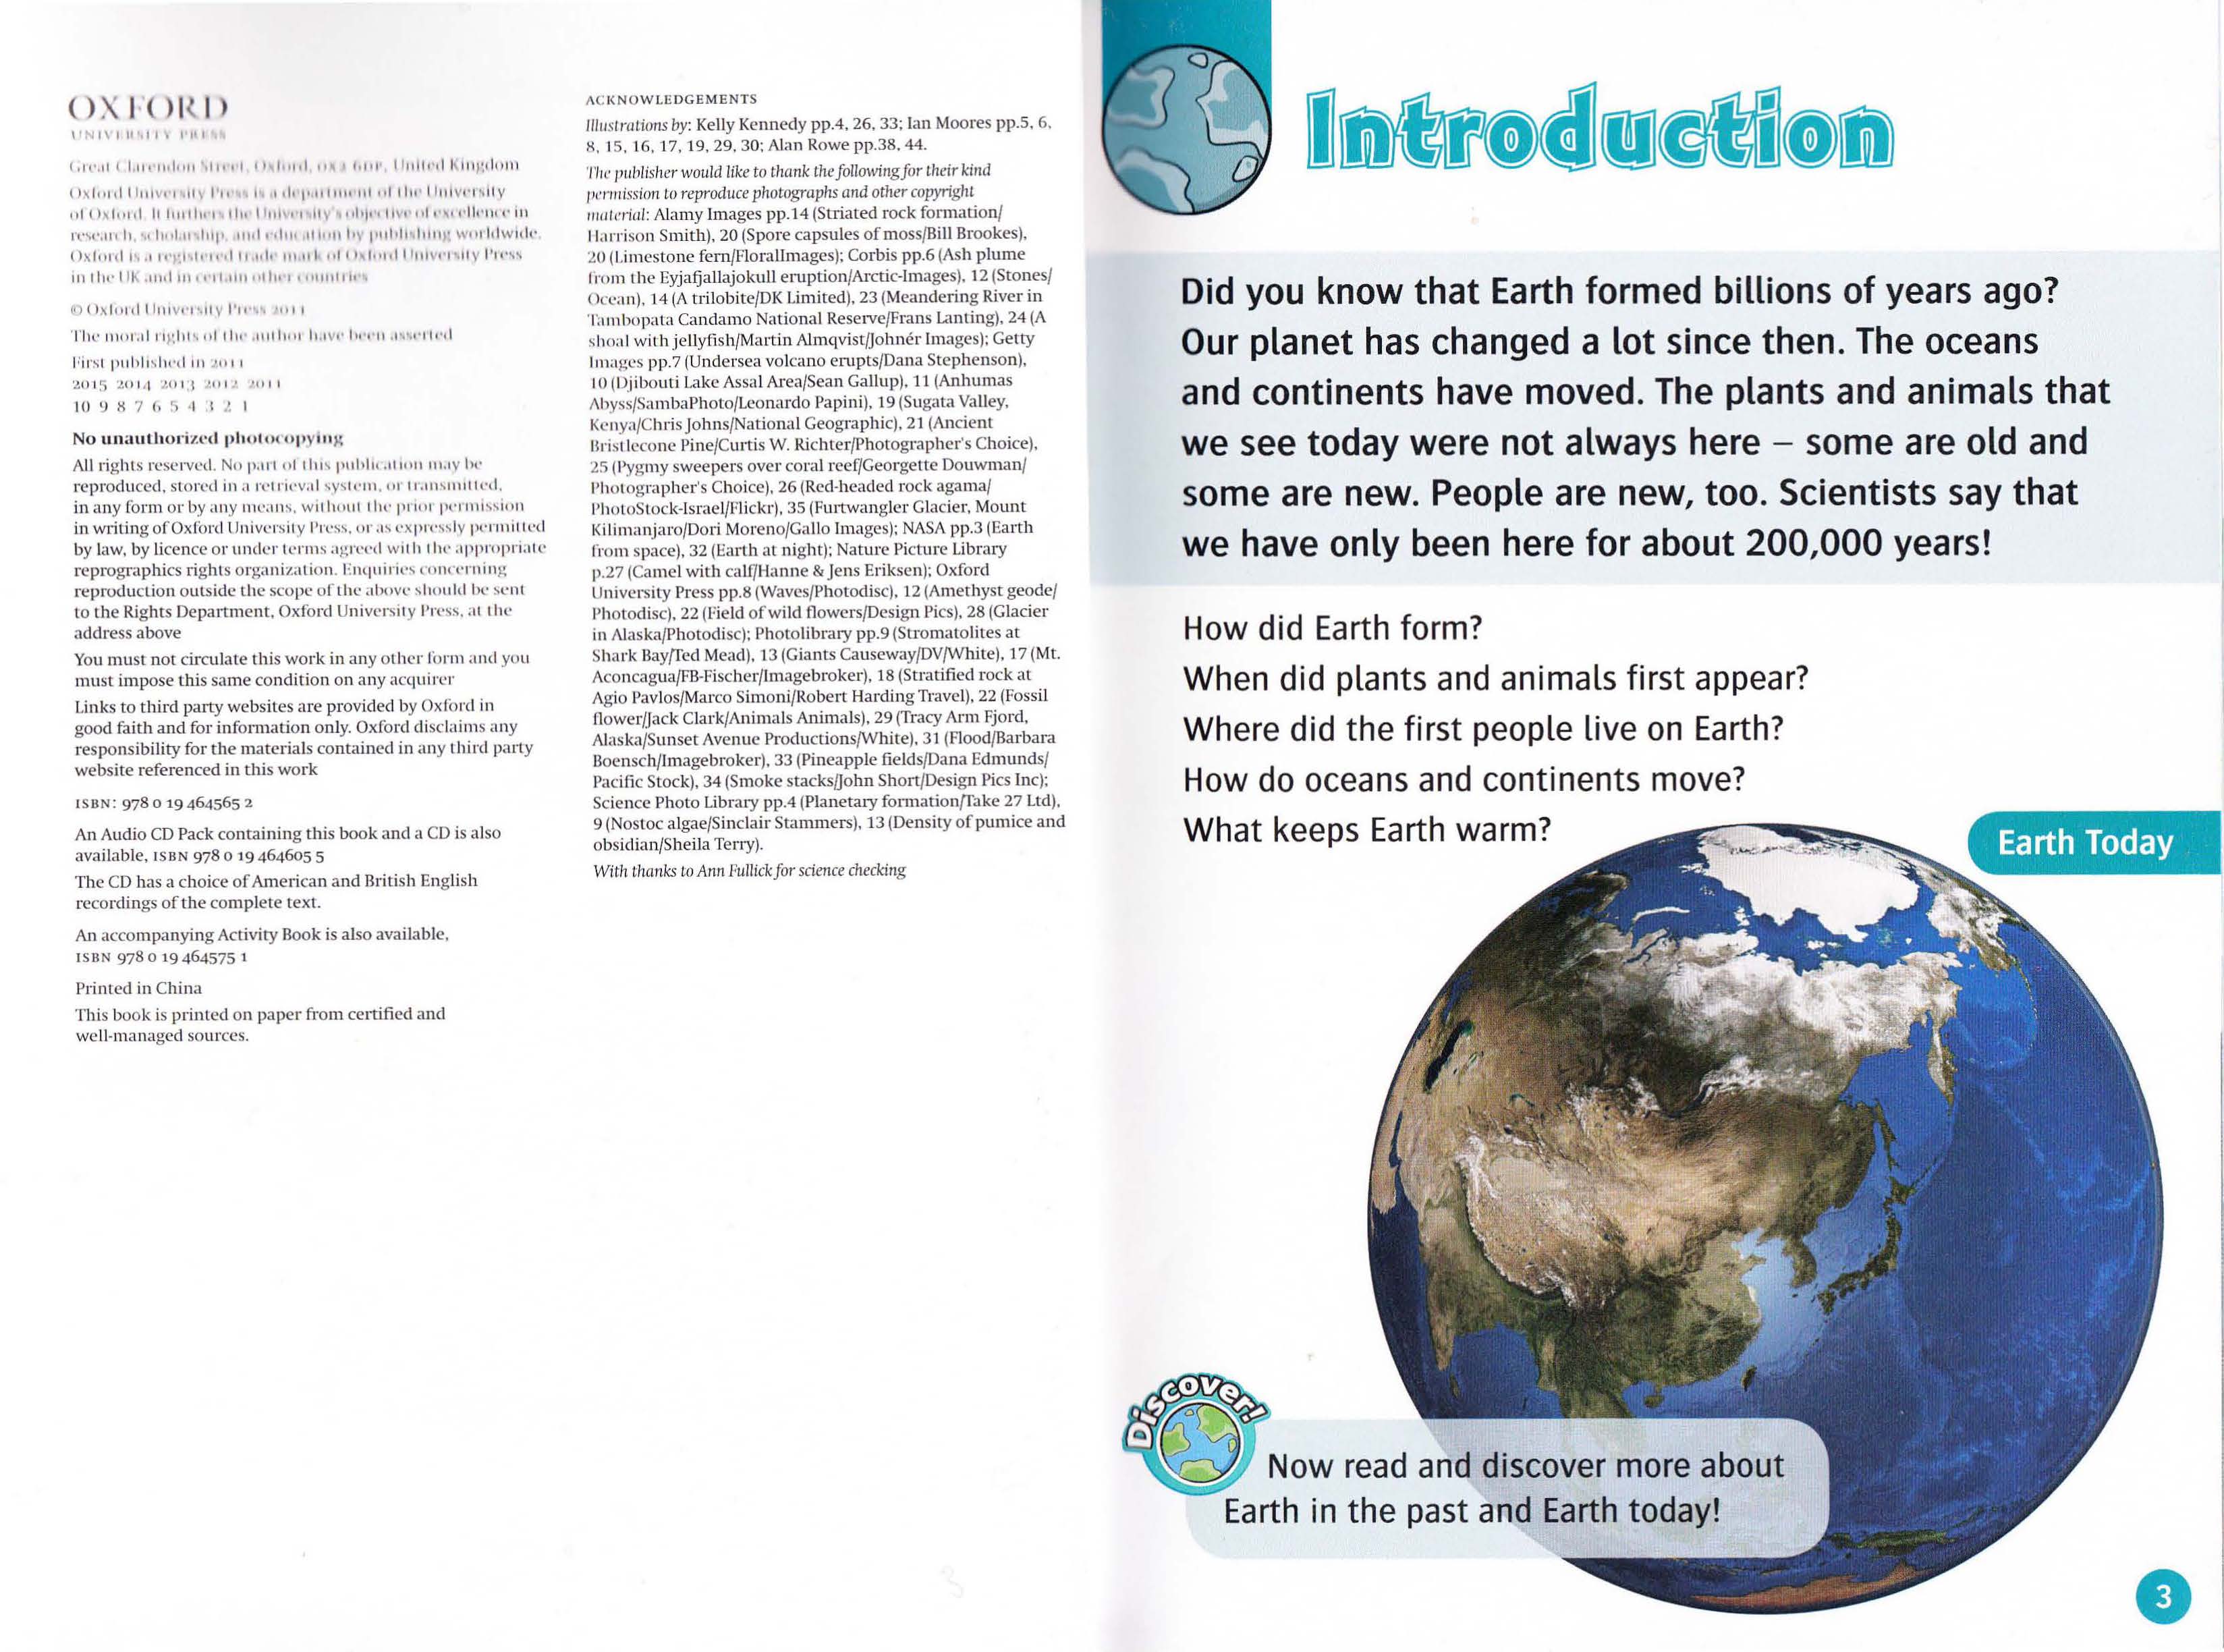 OXFORD
UNIVERSITY PRESS
Great Clarendon Street, Oxford, OX2 6DP, United Kingdom
Oxford University Press is a department of the University
of Oxford. It furthers the University's objective of excellence in
research, scholarship, and education by publishing worldwide.
Oxford is a registered trade mark of Oxford University Press
in the UK and in certain other countries
© Oxford University Press 2011
The moral rights of the author have been asserted
First published in 2011
2015 2014 2013 2012 2011
10 9 8 7 6 5 4 3 2 1
No unauthorized photocopying
All rights reserved. No part of this publication may be
reproduced, stored in a retrieval system, or transmitted,
in any form or by any means, without the prior permission
in writing of Oxford University Press, or as expressly permitted
by law, by licence or under terms agreed with the appropriate
reprographics rights organization. Enquiries concerning
reproduction outside the scope of the above should be sent
to the Rights Department, Oxford University Press, at the
address above
You must not circulate this work in any other form and you
must impose this same condition on any acquirer
Links to third party websites are provided by Oxford in
good faith and for information only. Oxford disclaims any
responsibility for the materials contained in any third party
website referenced in this work
ISBN: 978 0 19 464565 2
An Audio CD Pack containing this book and a CD is also
available, ISBN 978 0 19 464605 5
The CD has a choice of American and British English
recordings of the complete text.
An accompanying Activity Book is also available,
ISBN 978 0 19 464575 1
Printed in China
This book is printed on paper from certified and
well-managed sources.
ACKNOWLEDGEMENTS
Illustrations by: Kelly Kennedy pp.4, 26, 33; Ian Moores pp.5, 6,
8, 15, 16, 17, 19, 29, 30; Alan Rowe pp.38, 44.
The publisher would like to thank the following for their kind
permission to reproduce photographs and other copyright
material: Alamy Images pp.14 (Striated rock formation/
Harrison Smith), 20 (Spore capsules of moss/Bill Brookes),
20 (Limestone fern/FloralImages); Corbis pp.6 (Ash plume
from the Eyjafjallajokull eruption/Arctic-Images), 12 (Stones/
Ocean), 14 (A trilobite/DK Limited), 23 (Meandering River in
Tambopata Candamo National Reserve/Frans Lanting), 24 (A
shoal with jellyfish/Martin Almqvist/Johnér Images); Getty
Images pp.7 (Undersea volcano erupts/Dana Stephenson),
10 (Djibouti Lake Assal Area/Sean Gallup), 11 (Anhumas
Abyss/SambaPhoto/Leonardo Papini), 19 (Sugata Valley,
Kenya/Chris Johns/National Geographic), 21 (Ancient
Bristlecone Pine/Curtis W. Richter/Photographer's Choice),
25 (Pygmy sweepers over coral reef/Georgette Douwman/
Photographer's Choice), 26 (Red-headed rock agama/
PhotoStock-Israel/Flickr), 35 (Furtwangler Glacier, Mount
Kilimanjaro/Dori Moreno/Gallo Images); NASA pp.3 (Earth
from space), 32 (Earth at night); Nature Picture Library
p.27 (Camel with calf/Hanne & Jens Eriksen); Oxford
University Press pp.8 (Waves/Photodisc), 12 (Amethyst geode/
Photodisc), 22 (Field of wild flowers/Design Pics), 28 (Glacier
in Alaska/Photodisc); Photolibrary pp.9 (Stromatolites at
Shark Bay/Ted Mead), 13 (Giants Causeway/DV/White), 17 (Mt.
Aconcagua/FB-Fischer/Imagebroker), 18 (Stratified rock at
Agio Pavlos/Marco Simoni/Robert Harding Travel), 22 (Fossil
flower/Jack Clark/Animals Animals), 29 (Tracy Arm Fjord,
Alaska/Sunset Avenue Productions/White), 31 (Flood/Barbara
Boensch/Imagebroker), 33 (Pineapple fields/Dana Edmunds/
Pacific Stock), 34 (Smoke stacks/John Short/Design Pics Inc);
Science Photo Library pp.4 (Planetary formation/Take 27 Ltd),
9 (Nostoc algae/Sinclair Stammers), 13 (Density of pumice and
obsidian/Sheila Terry).
With thanks to Ann Fullick for science checking
Introduction
Did you know that Earth formed billions of years ago?
Our planet has changed a lot since then. The oceans
and continents have moved. The plants and animals that
we see today were not always here – some are old and
some are new. People are new, too. Scientists say that
we have only been here for about 200,000 years!
How did Earth form?
When did plants and animals first appear?
Where did the first people live on Earth?
How do oceans and continents move?
What keeps Earth warm?
Earth Today
Discover!
Now read and discover more about
Earth in the past and Earth today!
3